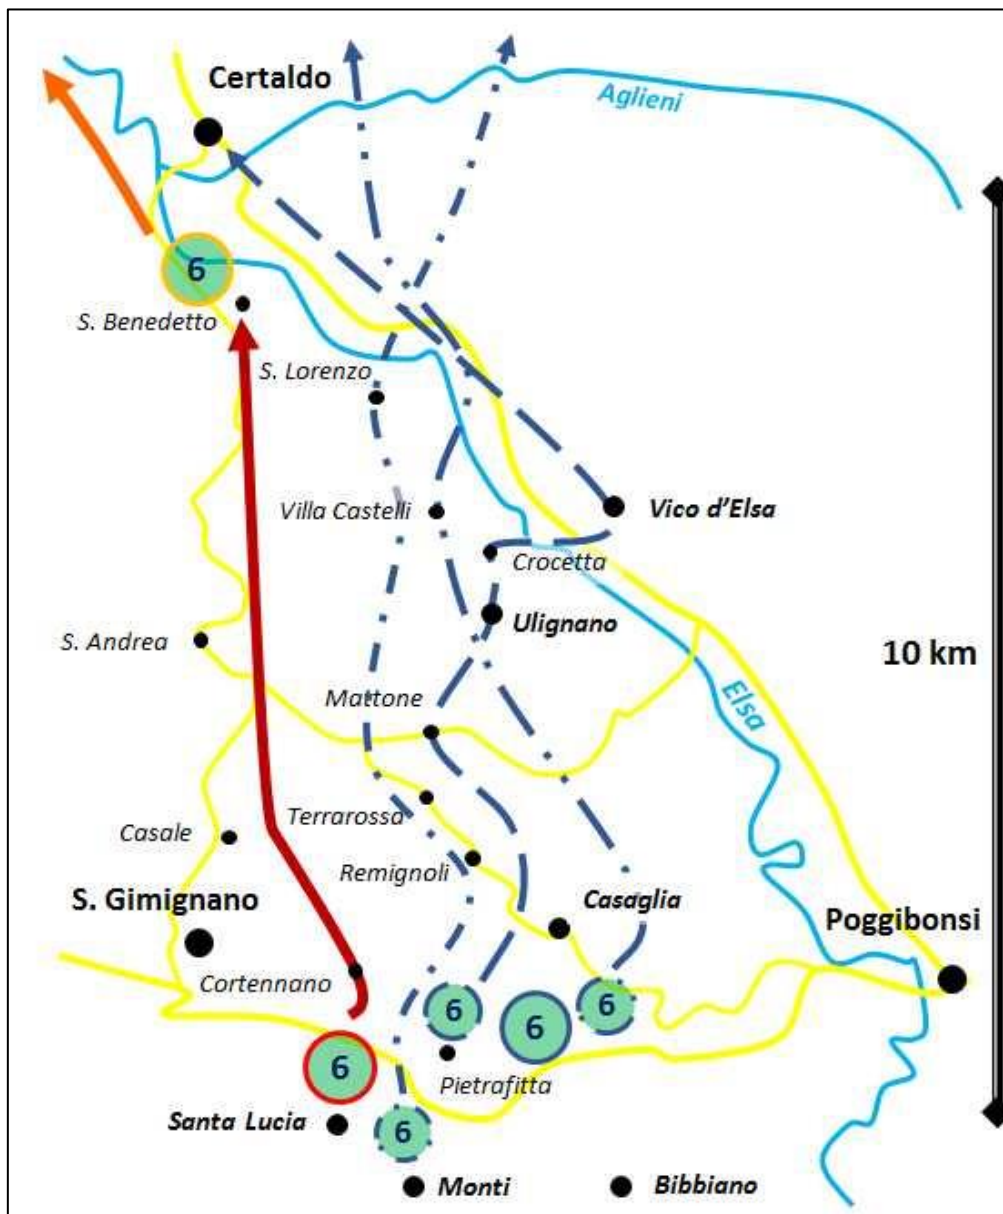 Certaldo
Aglieni
6
S. Benedetto
S. Lorenzo
Villa Castelli
Vico d'Elsa
Crocetta
Ulignano
S. Andrea
10 km
Mattone
Elsa
Terrarossa
Casale
Remignoli
S. Gimignano
Casaglia
Poggibonsi
Cortennano
6
6
6
6
Pietrafitta
Santa Lucia
6
Monti
Bibbiano